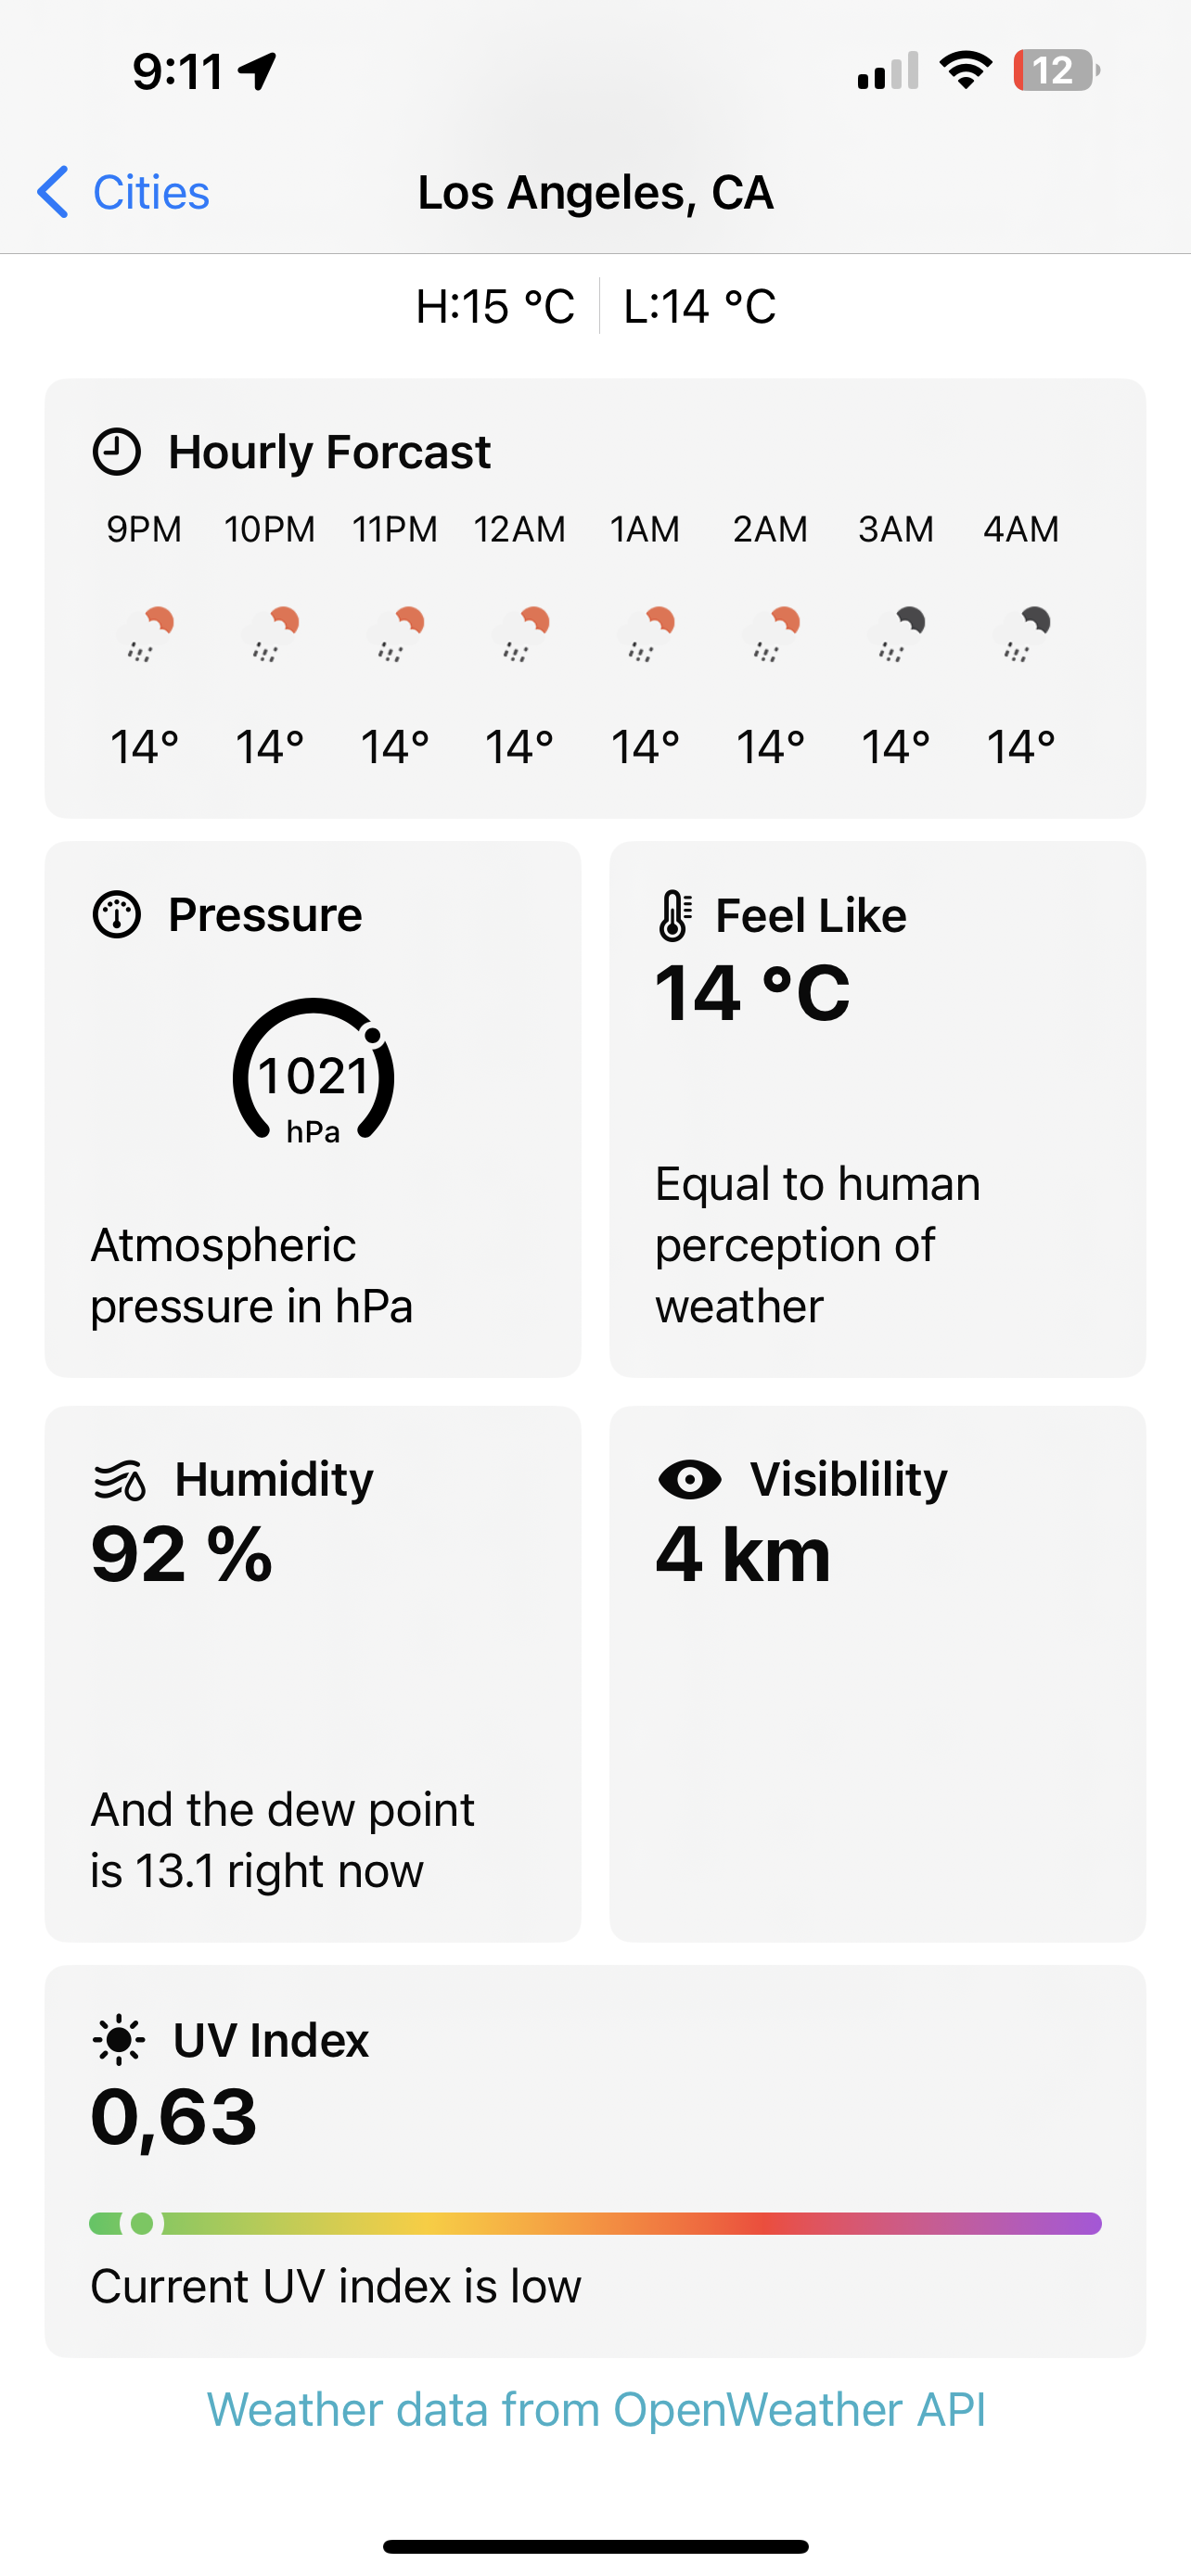 9:11
12
Cities
Los Angeles, CA
H:15 °C
L:14 °C
Hourly Forcast
9PM 10PM 11PM 12AM 1AM 2AM 3AM 4AM
14° 14° 14° 14° 14° 14° 14° 14°
Pressure
1 021
hPa
Atmospheric
pressure in hPa
Feel Like
14 °C
Equal to human
perception of
weather
Humidity
92 %
And the dew point
is 13.1 right now
Visiblility
4 km
UV Index
0,63
Current UV index is low
Weather data from OpenWeather API